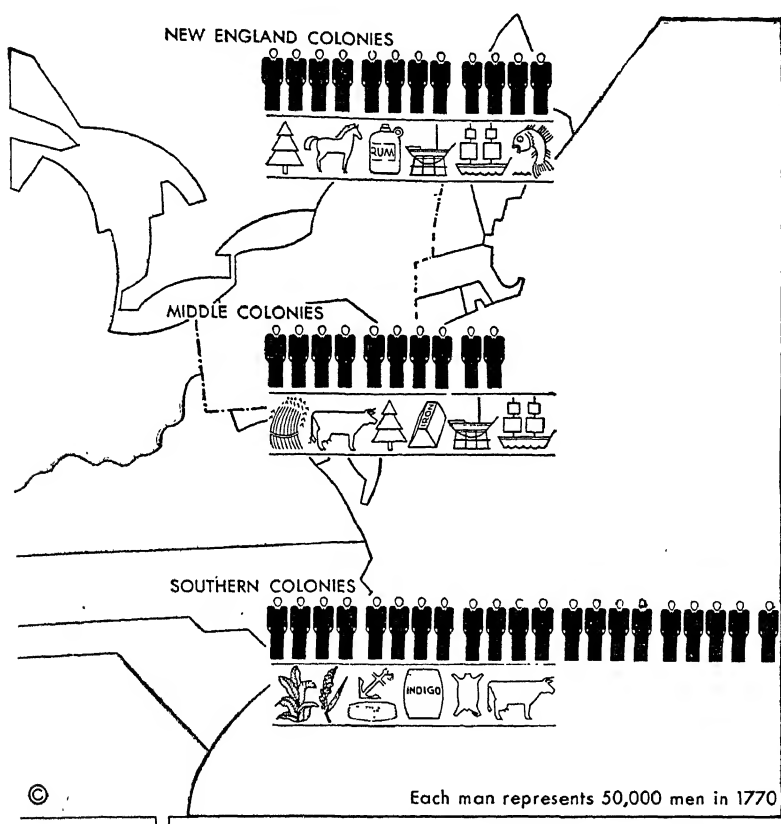 NEW ENGLAND COLONIES
RUM
MIDDLE COLONIES
IRON
SOUTHERN COLONIES
INDIGO
©
Each man represents 50,000 men in 1770